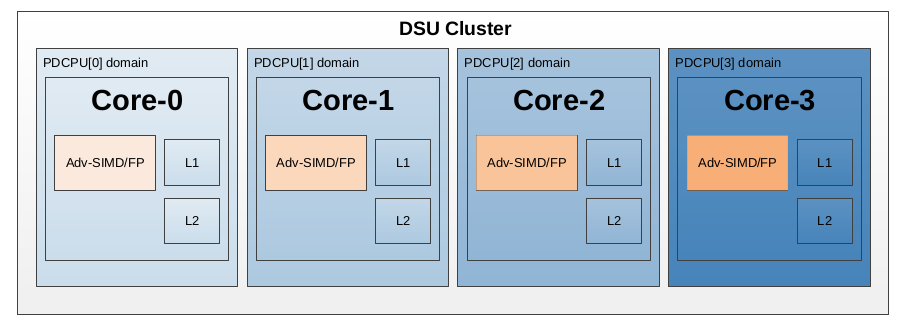 DSU Cluster
PDCPU[0] domain
Core-0
Adv-SIMD/FP
L1
L2
PDCPU[1] domain
Core-1
Adv-SIMD/FP
L1
L2
PDCPU[2] domain
Core-2
Adv-SIMD/FP
L1
L2
PDCPU[3] domain
Core-3
Adv-SIMD/FP
L1
L2